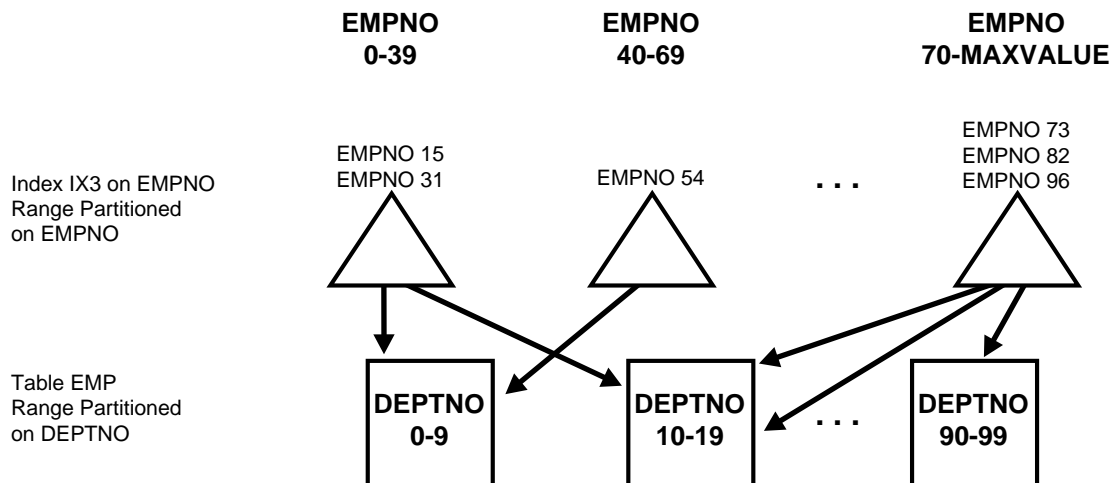 EMPNO
0-39
EMPNO
40-69
EMPNO
70-MAXVALUE
Index IX3 on EMPNO
Range Partitioned
on EMPNO
EMPNO 15
EMPNO 31
EMPNO 54
. . .
EMPNO 73
EMPNO 82
EMPNO 96
Table EMP
Range Partitioned
on DEPTNO
DEPTNO
0-9
DEPTNO
10-19
. . .
DEPTNO
90-99